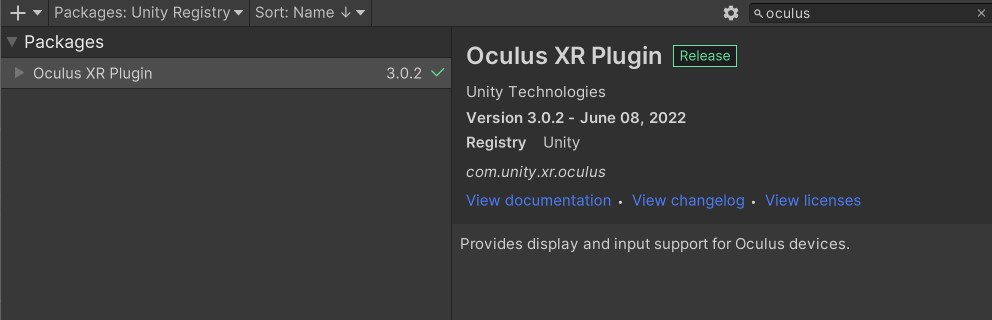 Packages: Unity Registry Sort: Name ↓ oculus
Packages
Oculus XR Plugin 3.0.2
Oculus XR Plugin Release
Unity Technologies
Version 3.0.2 - June 08, 2022
Registry Unity
com.unity.xr.oculus
View documentation • View changelog • View licenses
Provides display and input support for Oculus devices.